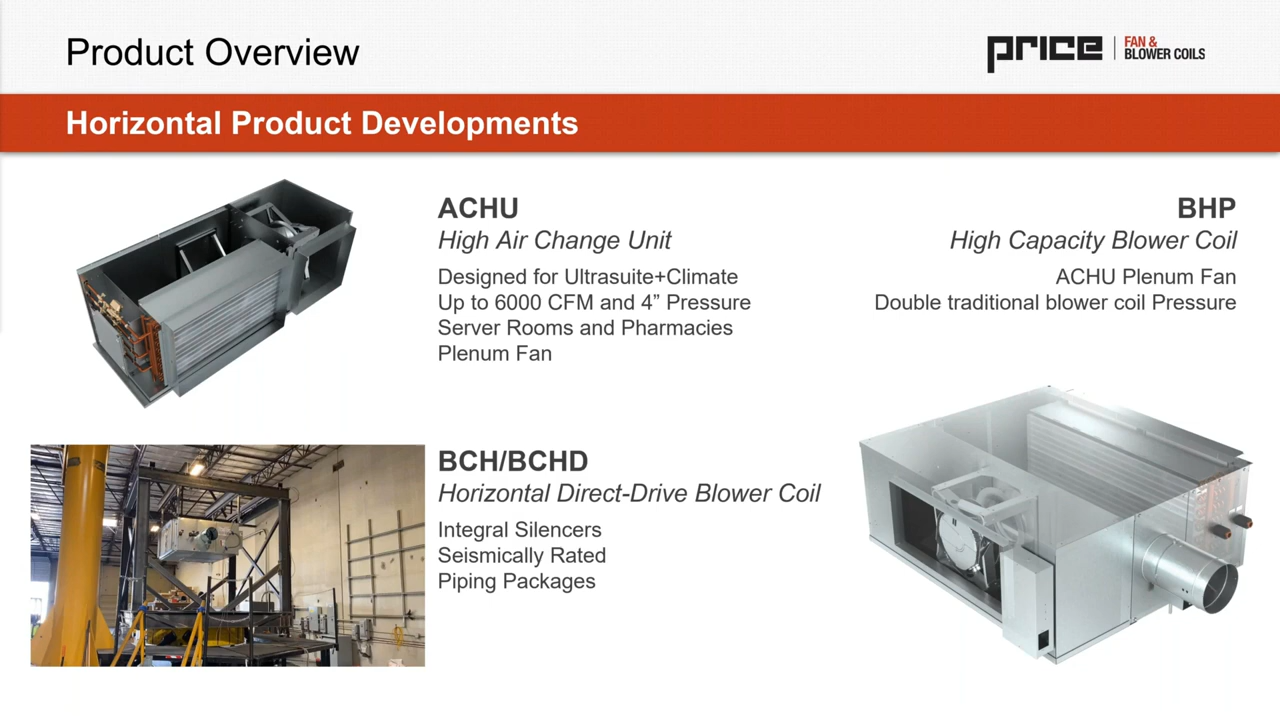 Product Overview
price
FAN &
BLOWER COILS
Horizontal Product Developments
ACHU
High Air Change Unit
Designed for Ultrasuite+Climate
Up to 6000 CFM and 4” Pressure
Server Rooms and Pharmacies
Plenum Fan
BHP
High Capacity Blower Coil
ACHU Plenum Fan
Double traditional blower coil Pressure
BCH/BCHD
Horizontal Direct-Drive Blower Coil
Integral Silencers
Seismically Rated
Piping Packages